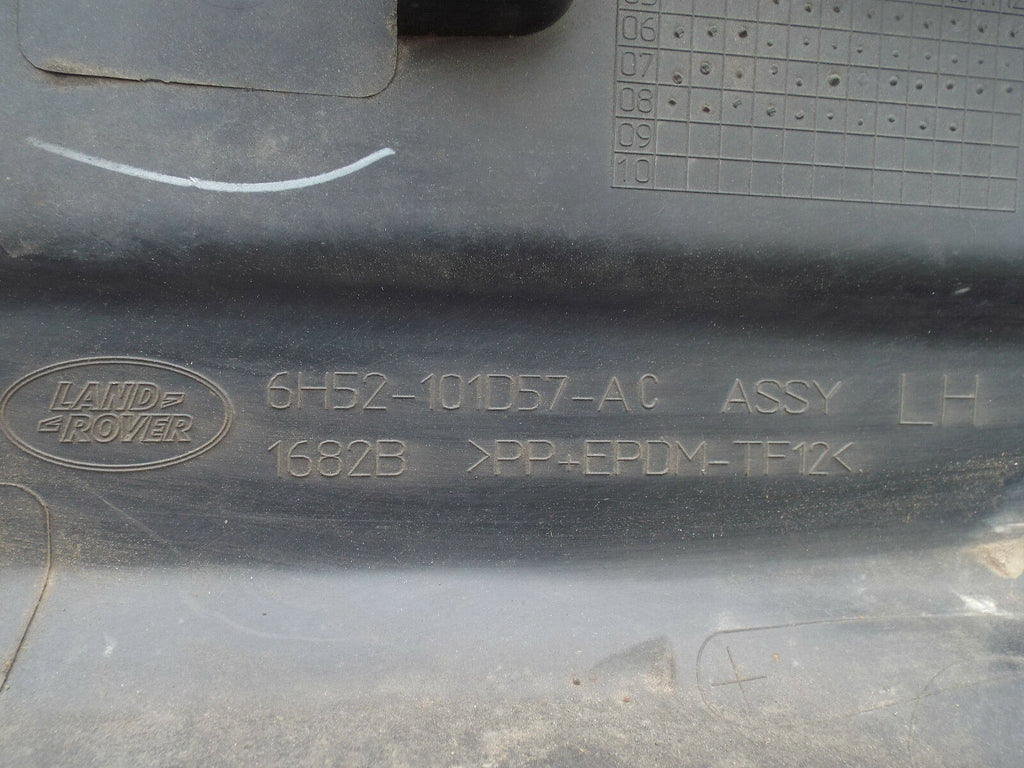 06
07
08
09
10
LAND
ROVER
6H52-101D57-AC ASSY LH
1682B >PP+EPDM-TF12<